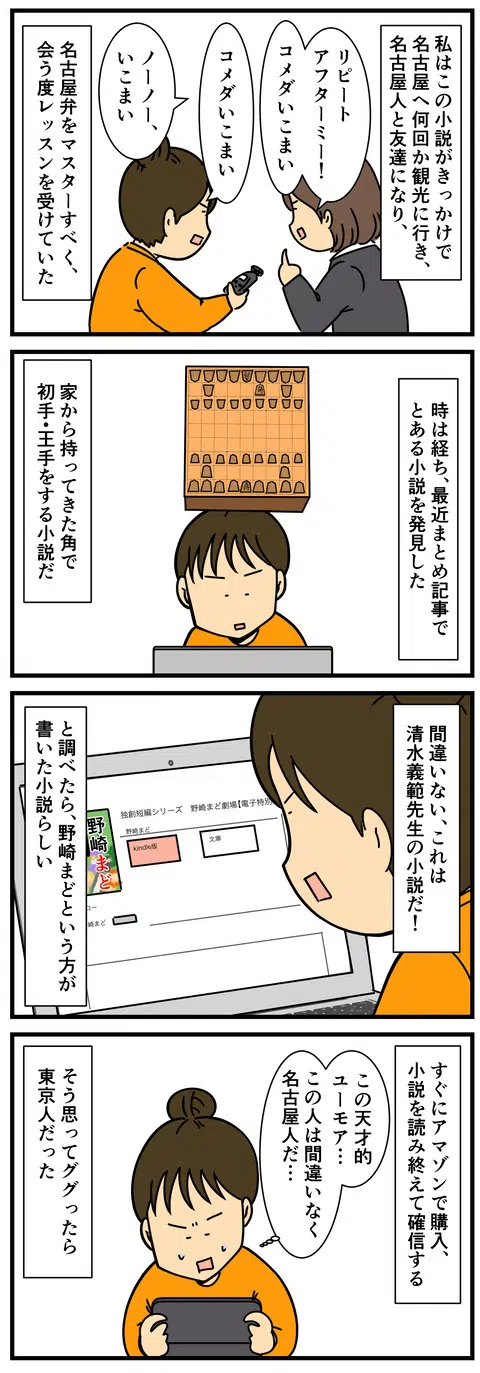 私はこの小説がきっかけで
名古屋へ何回か観光に行き、
名古屋人と友達になり、
リピート
アフターミー!
コメダいこまい
コメダいこまい
ノーノー、
いこまい
名古屋弁をマスターすべく、
会う度レッスンを受けていた
時は経ち、最近まとめ記事で
とある小説を発見した
家から持ってきた角で
初手・王手をする小説だ
間違いない、これは
清水義範先生の小説だ!
独創短編シリーズ 野崎まど劇場【電子特別
野崎まど
kindle版
文庫
野崎
まど
ュー
崎まど
と調べたら、野崎まどという方が
書いた小説らしい
すぐにアマゾンで購入、
小説を読み終えて確信する
この天才的
ユーモア…
この人は間違いなく
名古屋人だ…
そう思ってググったら
東京人だった